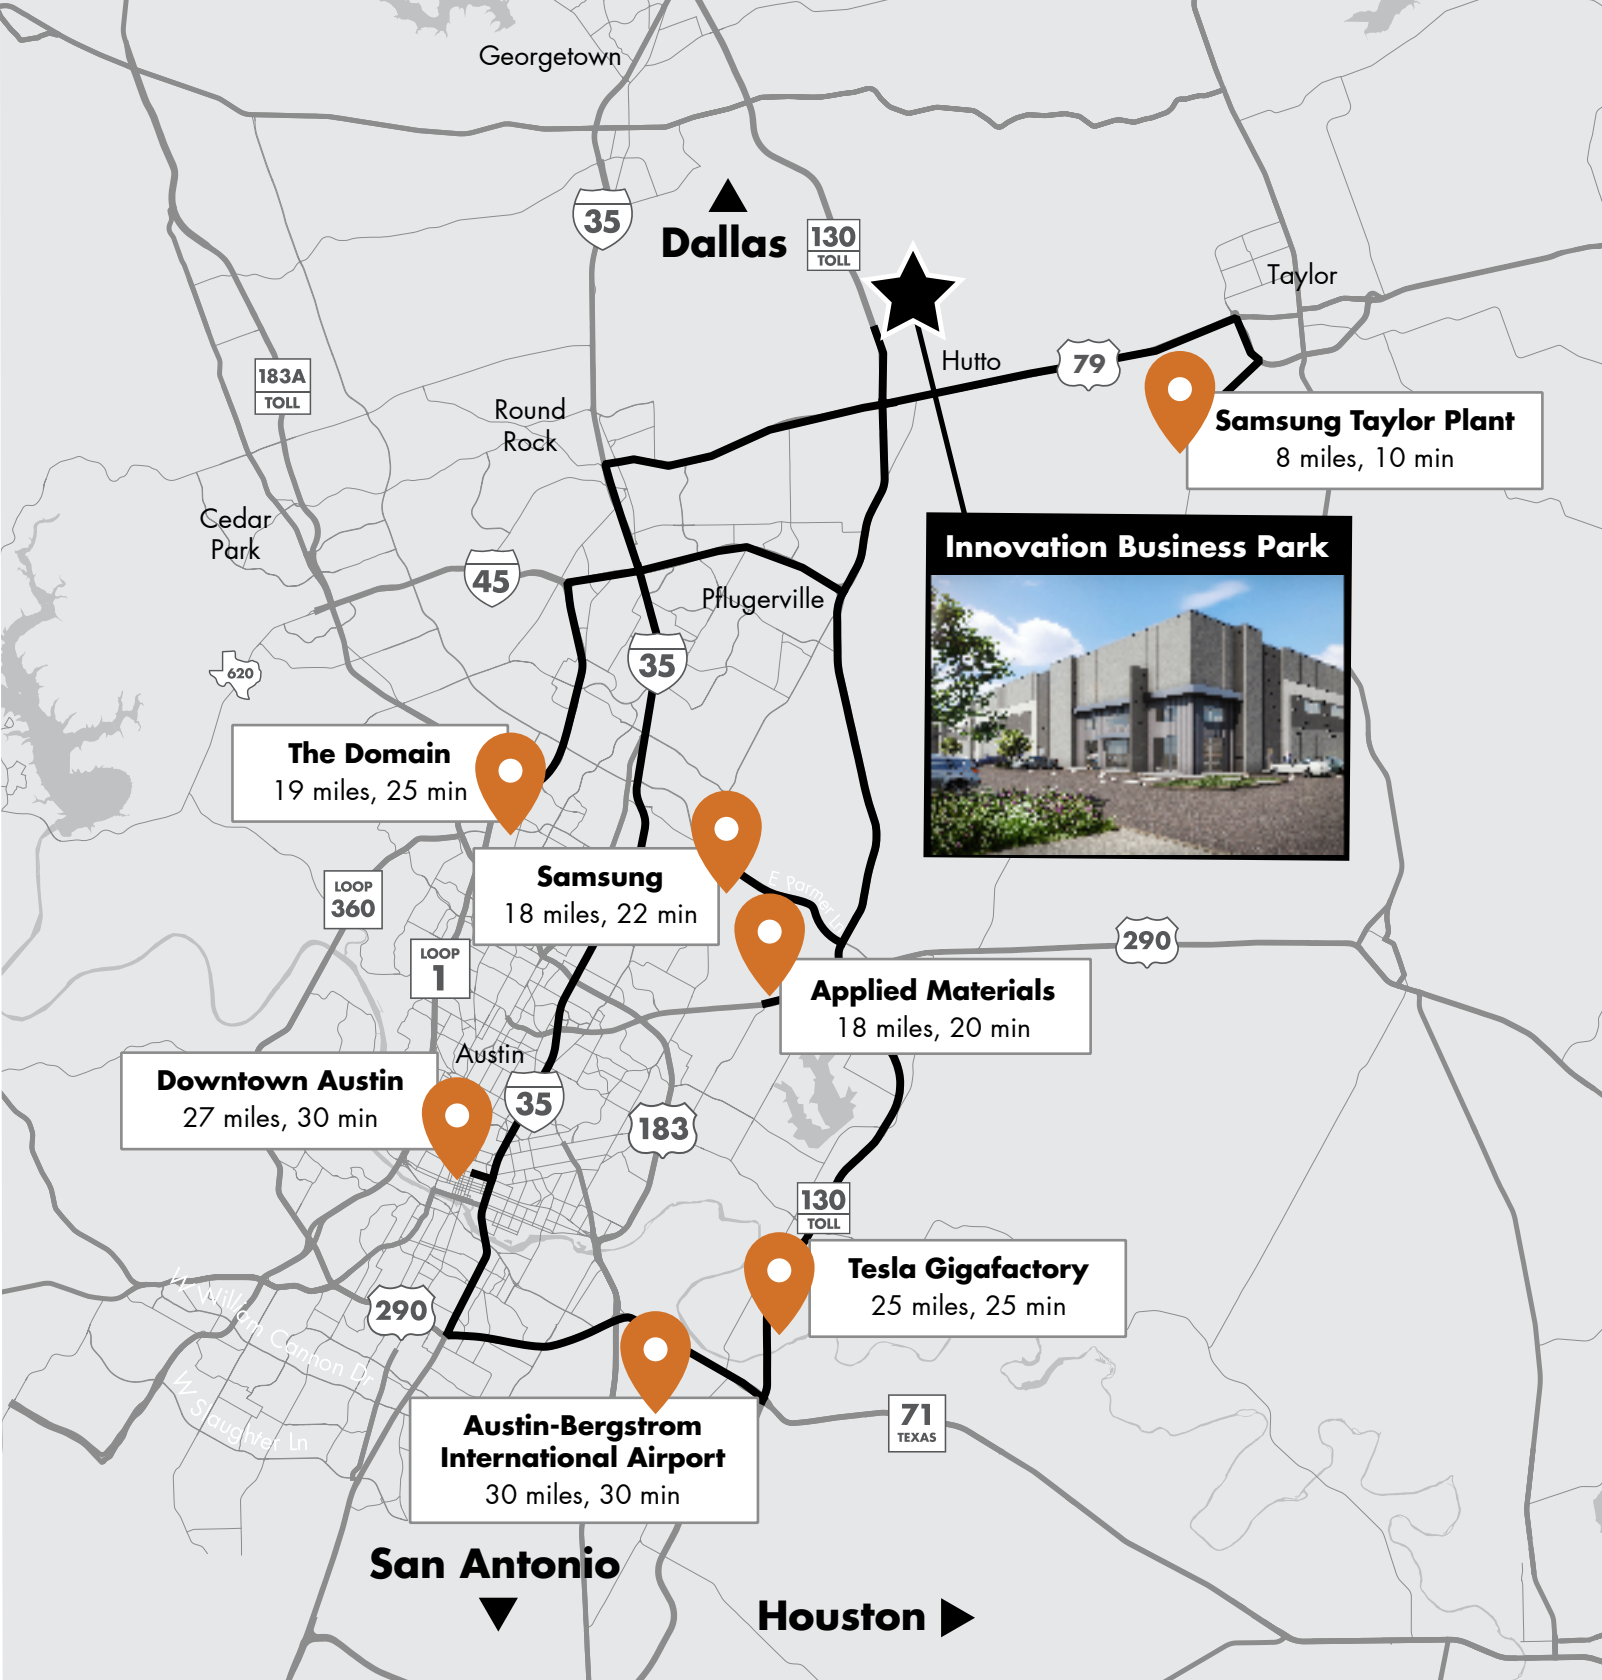 Georgetown
35
Dallas
130
TOLL
Taylor
Hutto
79
183A
TOLL
Round
Rock
Samsung Taylor Plant
8 miles, 10 min
Cedar
Park
45
Innovation Business Park
Pflugerville
35
620
The Domain
19 miles, 25 min
Samsung
18 miles, 22 min
E Parmer Ln
LOOP
360
LOOP
1
290
Applied Materials
18 miles, 20 min
Austin
Downtown Austin
27 miles, 30 min
35
183
130
TOLL
Tesla Gigafactory
25 miles, 25 min
290
W William Cannon Dr
W Slaughter Ln
71
TEXAS
Austin-Bergstrom
International Airport
30 miles, 30 min
San Antonio
Houston